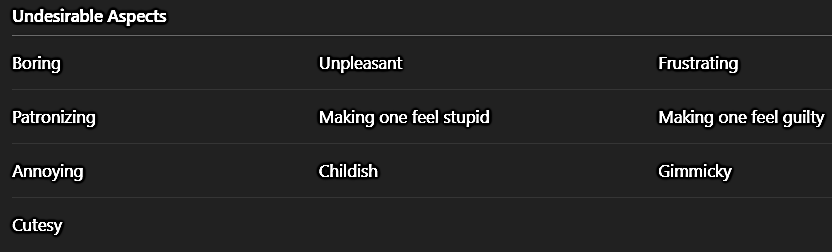 Undesirable Aspects
Boring Unpleasant Frustrating
Patronizing Making one feel stupid Making one feel guilty
Annoying Childish Gimmicky
Cutesy